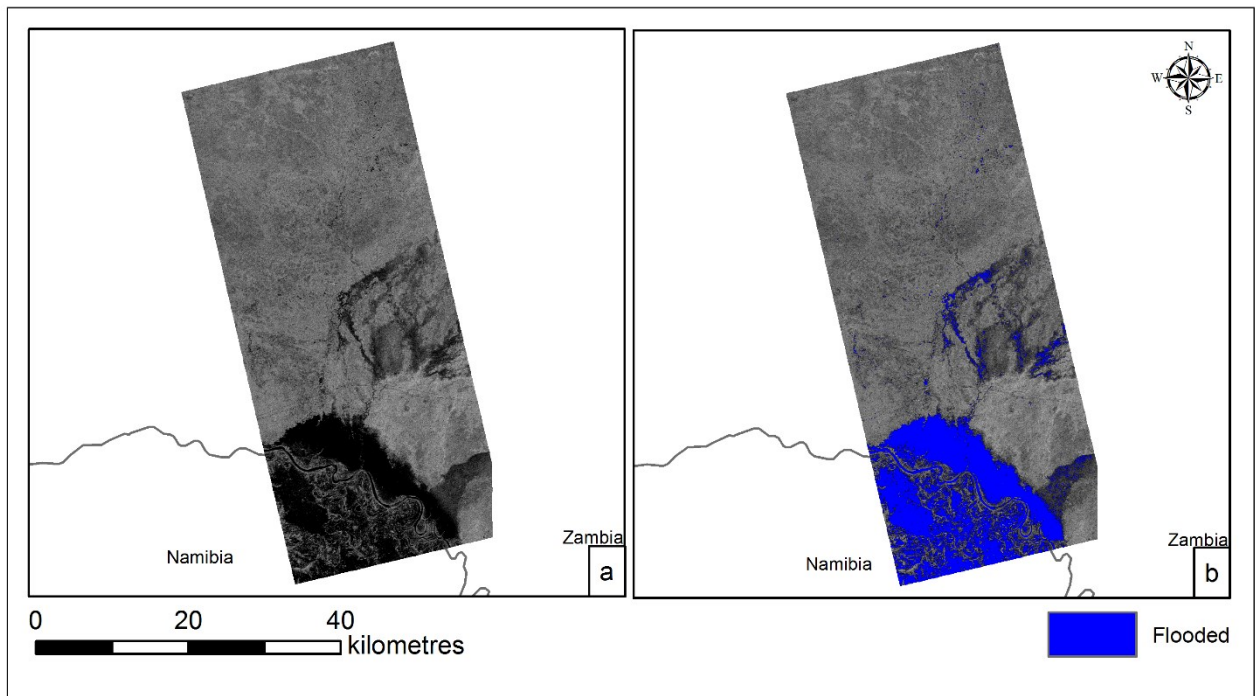 N
W E
S
Namibia
Zambia
a
Namibia
Zambia
b
0 20 40
kilometres
Flooded